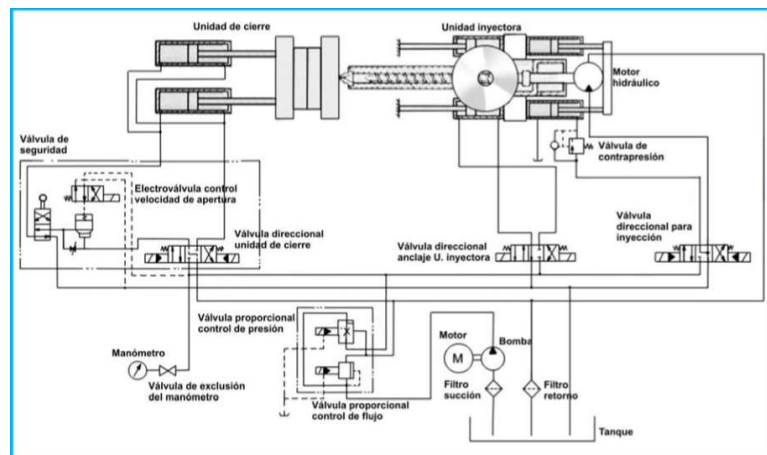 Unidad de cierre
Unidad inyectora
Motor
hidráulico
Válvula de
seguridad
Válvula de
contrapresión
Electroválvula control
velocidad de apertura
Válvula direccional
unidad de cierre
Válvula direccional
anclaje U. inyectora
Válvula
direccional para
inyección
Válvula proporcional
control de presión
Manómetro
Válvula de exclusión
del manómetro
Motor
M
Bomba
Filtro
succión
Filtro
retorno
Válvula proporcional
control de flujo
Tanque